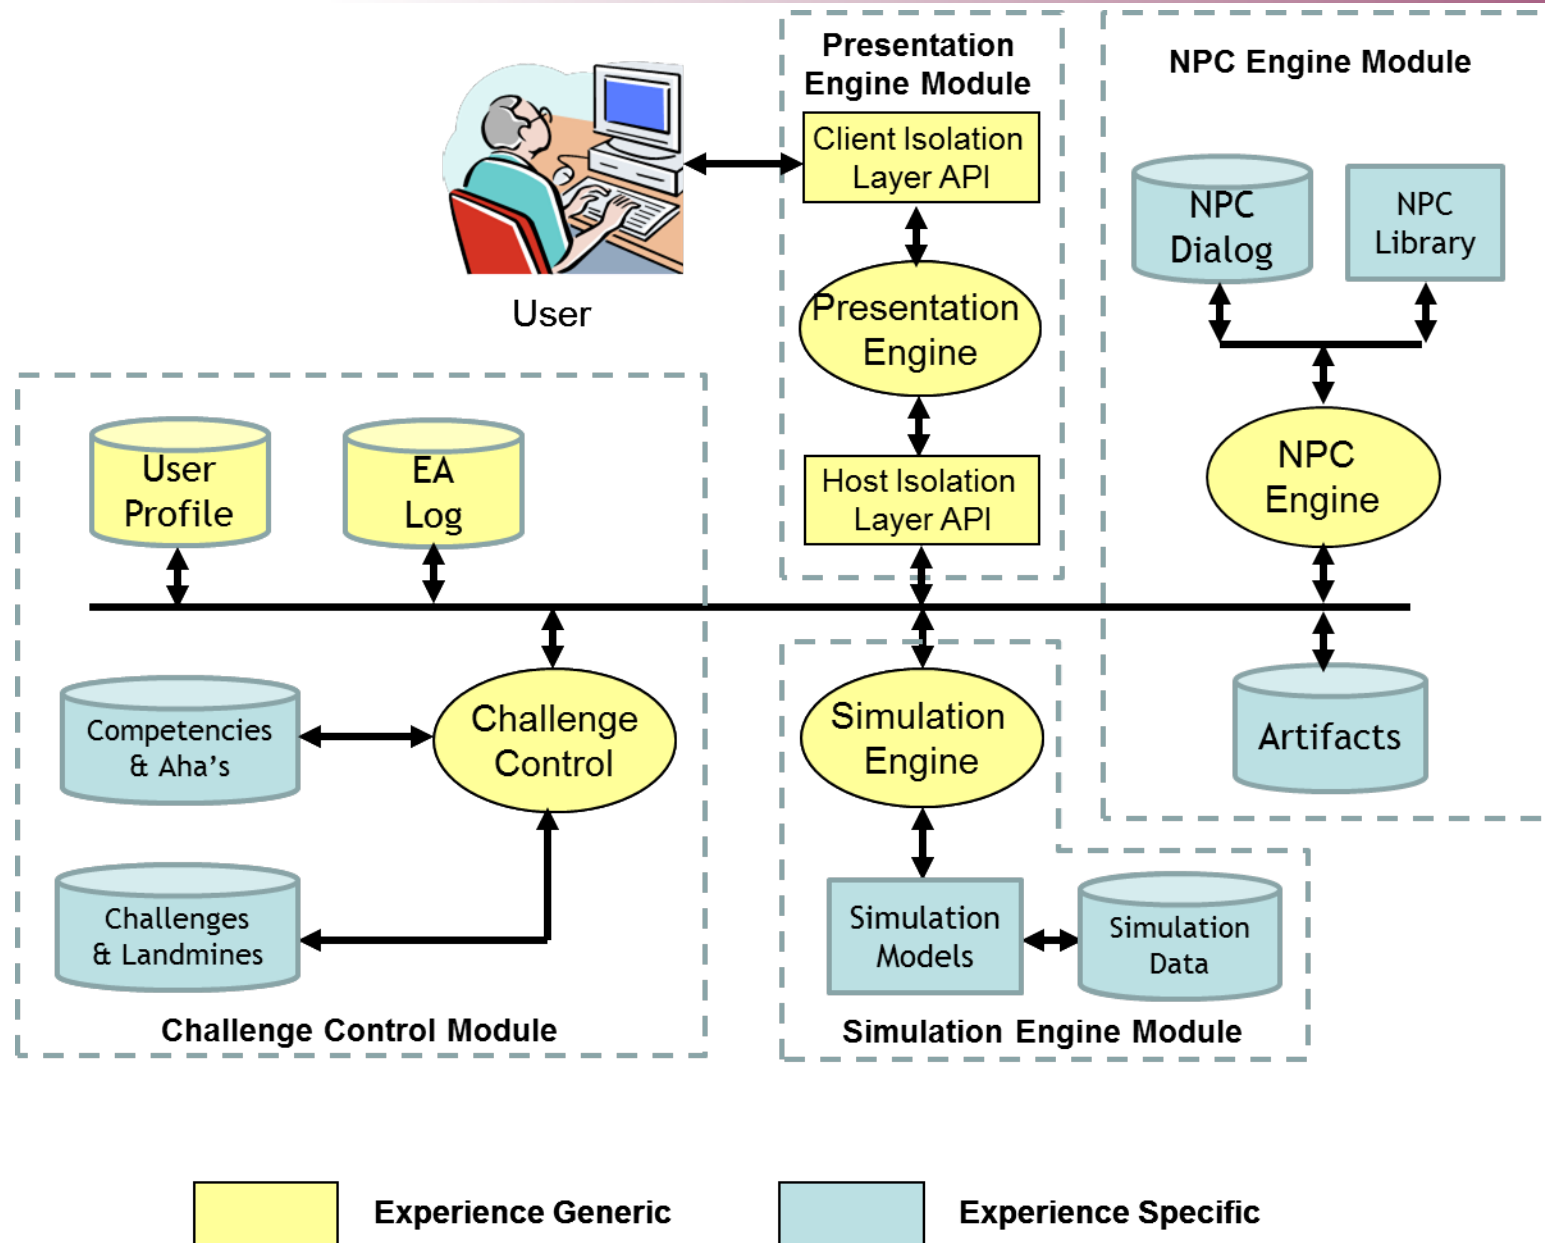 Presentation
Engine Module
NPC Engine Module
Client Isolation
Layer API
NPC
Dialog
NPC
Library
User
Presentation
Engine
User
Profile
EA
Log
Host Isolation
Layer API
NPC
Engine
Competencies
& Aha's
Challenge
Control
Simulation
Engine
Artifacts
Challenges
& Landmines
Simulation
Models
Simulation
Data
Challenge Control Module
Simulation Engine Module
Experience Generic
Experience Specific